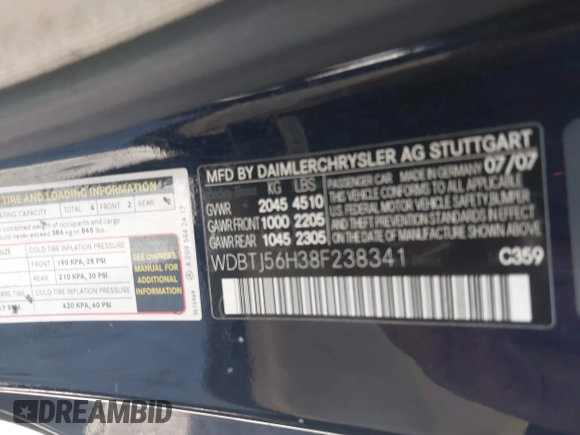 TIRE AND LOADING INFORMATION
SEATING CAPACITY TOTAL 4 FRONT 2 REAR
combined weight of occupants and cargo
should never exceed 386 kg or 845 lbs.
COLD TIRE INFLATION PRESSURE
FRONT 190 KPA, 28 PSI
REAR 210 KPA, 30 PSI
COLD TIRE INFLATION PRESSURE
420 KPA, 60 PSI
SEE OWNERS MANUAL FOR ADDITIONAL INFORMATION
A 209 584 24 17
MFD BY DAIMLERCHRYSLER AG STUTTGART
KG LBS
GVWR 2045 4510
GAWR FRONT 1000 2205
GAWR REAR 1045 2305
PASSENGER CAR MADE IN GERMANY 07/07
THIS VEHICLE CONFORMS TO ALL APPLICABLE
U.S. FEDERAL MOTOR VEHICLE SAFETY BUMPER
AND THEFT PREVENTION STANDARDS IN EFFECT
ON THE DATE OF MANUFACTURE SHOWN ABOVE
WDBTJ56H38F238341 C359
DREAMBID